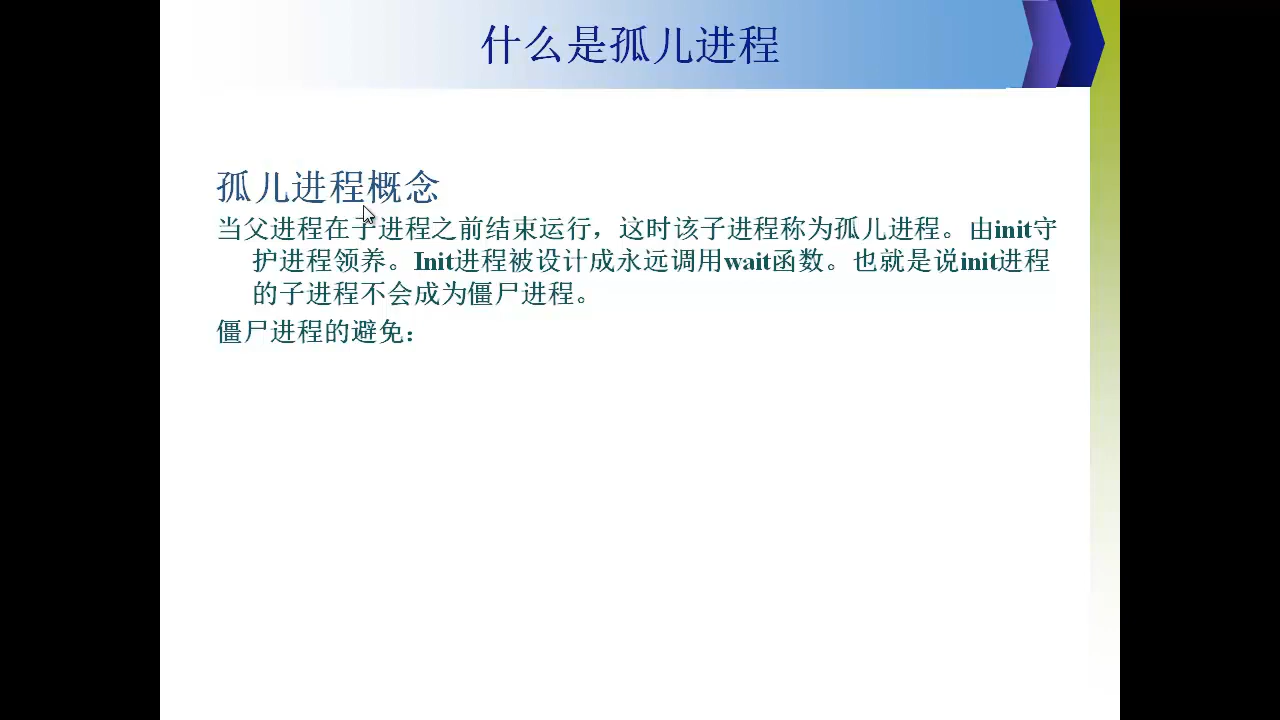 什么是孤儿进程
孤儿进程概念
当父进程在子进程之前结束运行，这时该子进程称为孤儿进程。由init守
护进程领养。Init进程被设计成永远调用wait函数。也就是说init进程
的子进程不会成为僵尸进程。
僵尸进程的避免：